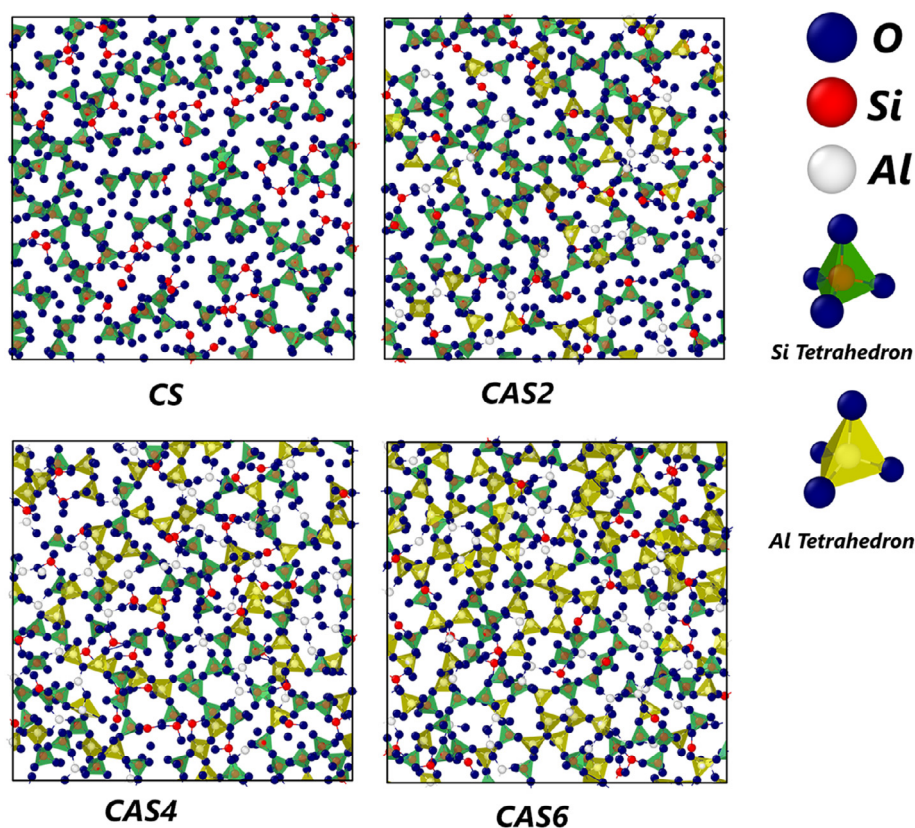 O
Si
Al
Si Tetrahedron
CS
CAS2
Al Tetrahedron
CAS4
CAS6